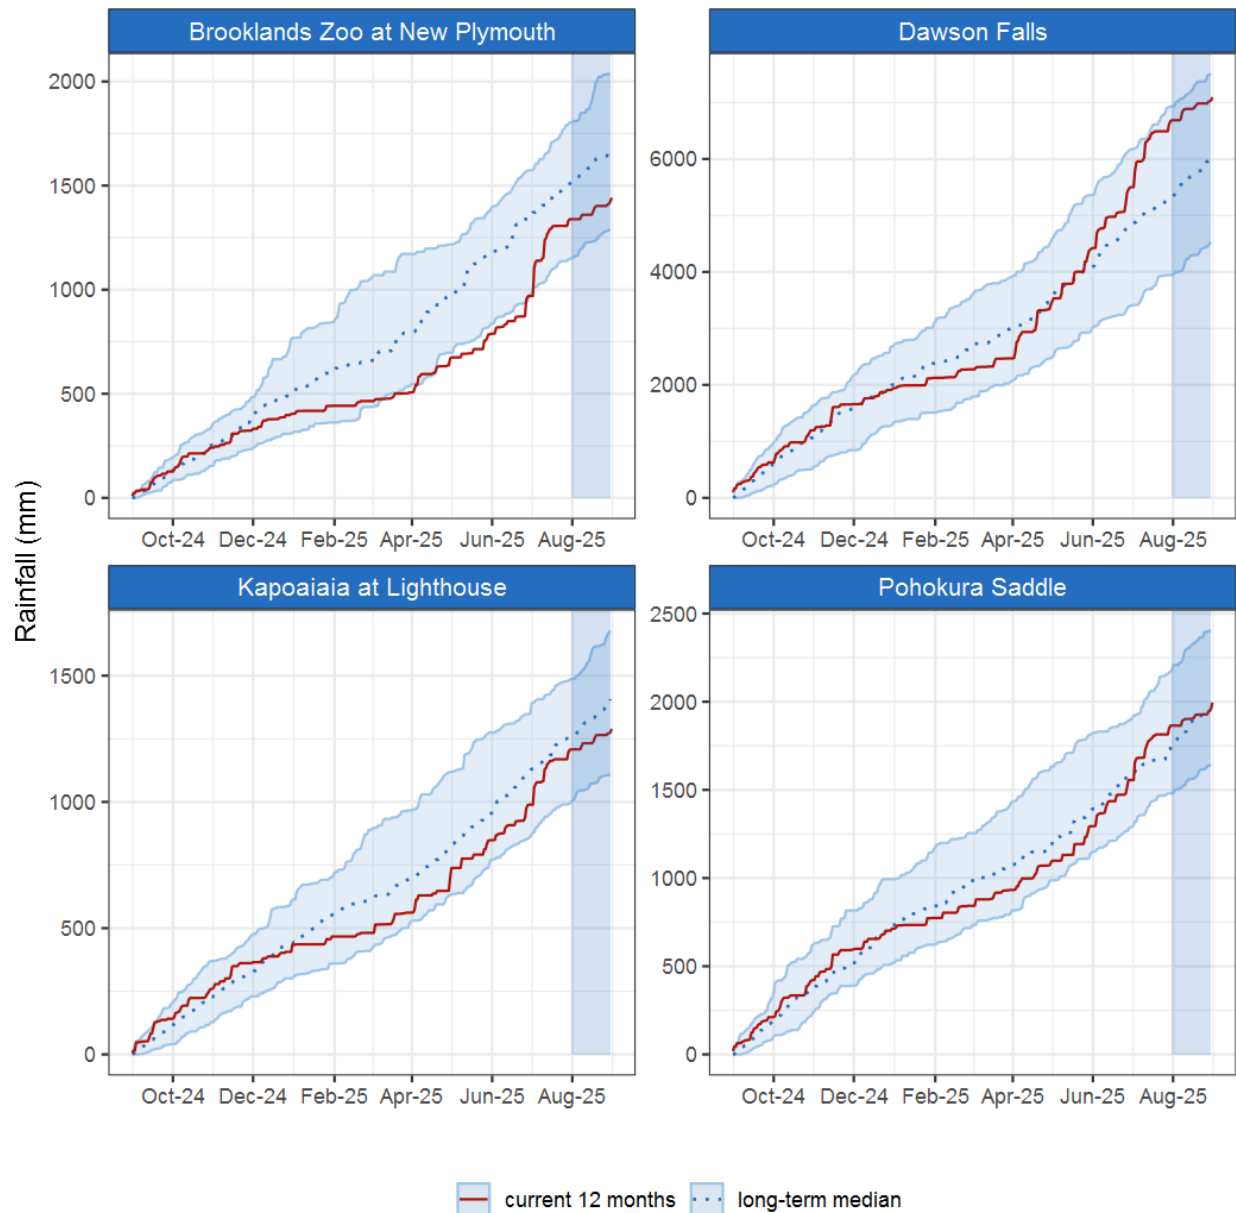 Brooklands Zoo at New Plymouth
Dawson Falls
2000
1500
1000
500
0
6000
4000
2000
0
Oct-24 Dec-24 Feb-25 Apr-25 Jun-25 Aug-25
Oct-24 Dec-24 Feb-25 Apr-25 Jun-25 Aug-25
Rainfall (mm)
Kapoaiaia at Lighthouse
Pohokura Saddle
1500
1000
500
0
2500
2000
1500
1000
500
0
Oct-24 Dec-24 Feb-25 Apr-25 Jun-25 Aug-25
Oct-24 Dec-24 Feb-25 Apr-25 Jun-25 Aug-25
current 12 months
long-term median